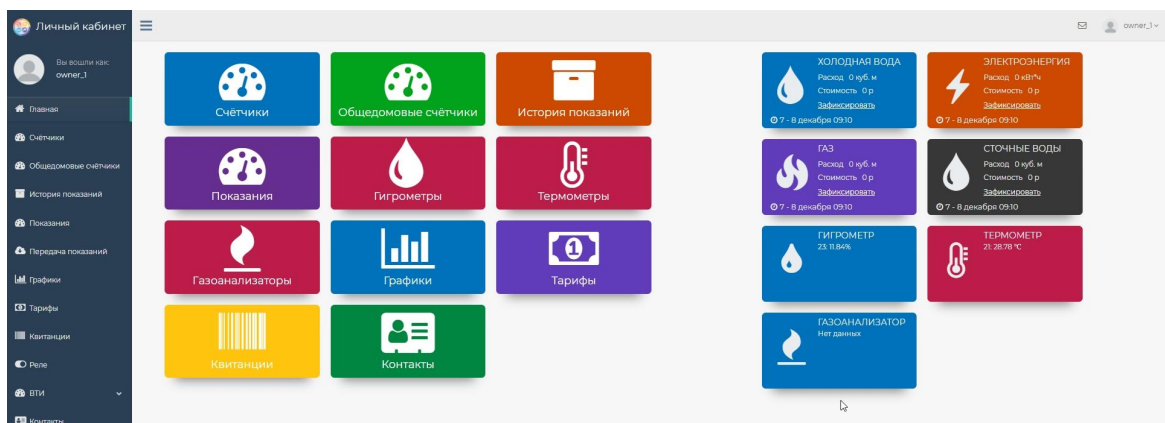 Личный кабинет
owner_1
Вы вошли как:
owner_1
Главная
Счётчики
Общедомовые счётчики
История показаний
Показания
Передача показаний
Графики
Тарифы
Квитанции
Реле
ВТИ
Контакты
Счётчики
Общедомовые счётчики
История показаний
Показания
Гигрометры
Термометры
Газоанализаторы
Графики
Тарифы
Квитанции
Контакты
ХОЛОДНАЯ ВОДА
Расход 0 куб. м
Стоимость 0 р
Зафиксировать
7 - 8 декабря 09:10
ЭЛЕКТРОЭНЕРГИЯ
Расход 0 кВт*ч
Стоимость 0 р
Зафиксировать
7 - 8 декабря 09:10
ГАЗ
Расход 0 куб. м
Стоимость 0 р
Зафиксировать
7 - 8 декабря 09:10
СТОЧНЫЕ ВОДЫ
Расход 0 куб. м
Стоимость 0 р
Зафиксировать
7 - 8 декабря 09:10
ГИГРОМЕТР
23: 11.84%
ТЕРМОМЕТР
21: 28.78 °C
ГАЗОАНАЛИЗАТОР
Нет данных